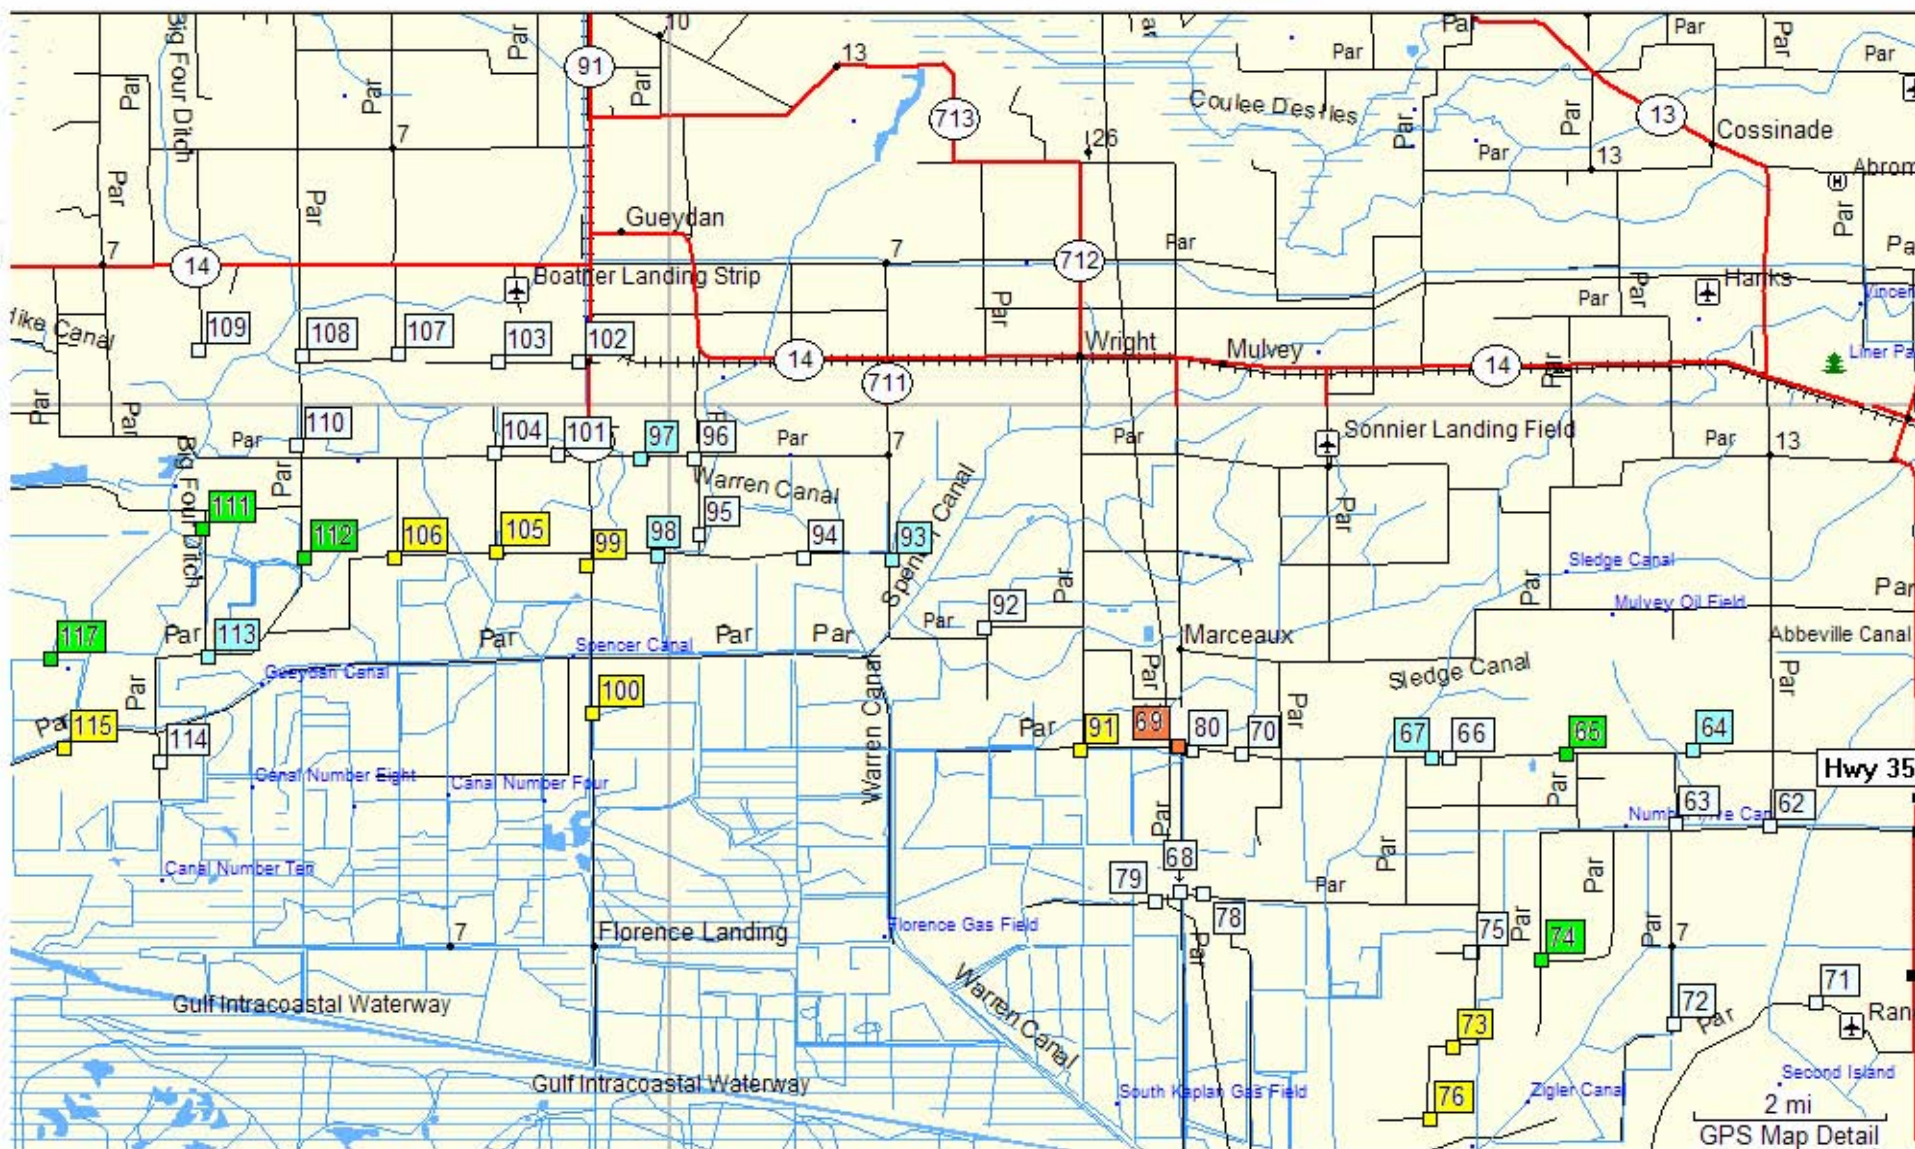 10
Par
Par
Par
Par
Par
Big Four Ditch
91
13
Par
Par
Par
713
Coulee Des Iles
Par
Par
13
Cossinade
7
26
Par
13
Par
Par
Gueydan
Par
7
14
7
712
Par
Boather Landing Strip
Hanks
Par
Par
Par
109
108
107
103
102
14
Wright
Mulvey
14
Par
711
Par
Par
110
Par
104
101
97
96
Par
7
Par
Sonnier Landing Field
Par
13
Big Four Ditch
Par
Warren Canal
Spencer Canal
Par
111
112
106
105
99
98
95
94
93
Par
92
Par
Par
Sledge Canal
Mulvey Oil Field
117
Par
113
Par
Spencer Canal
Par
Par
Marceaux
Abbeville Canal
Gueydan Canal
Par
Par
Sledge Canal
Par
Par
115
114
100
Warren Canal
Par
91
69
80
70
67
66
65
64
Hwy 35
Canal Number Eight
Canal Number Four
Par
Par
63
62
Canal Number Ten
Par
68
79
78
Par
Par
7
Florence Landing
Florence Gas Field
Par
75
Par
74
Par
7
Gulf Intracoastal Waterway
Warren Canal
73
72
Par
71
Gulf Intracoastal Waterway
South Kaplan Gas Field
76
Zigler Canal
Second Island
2 mi
GPS Map Detail